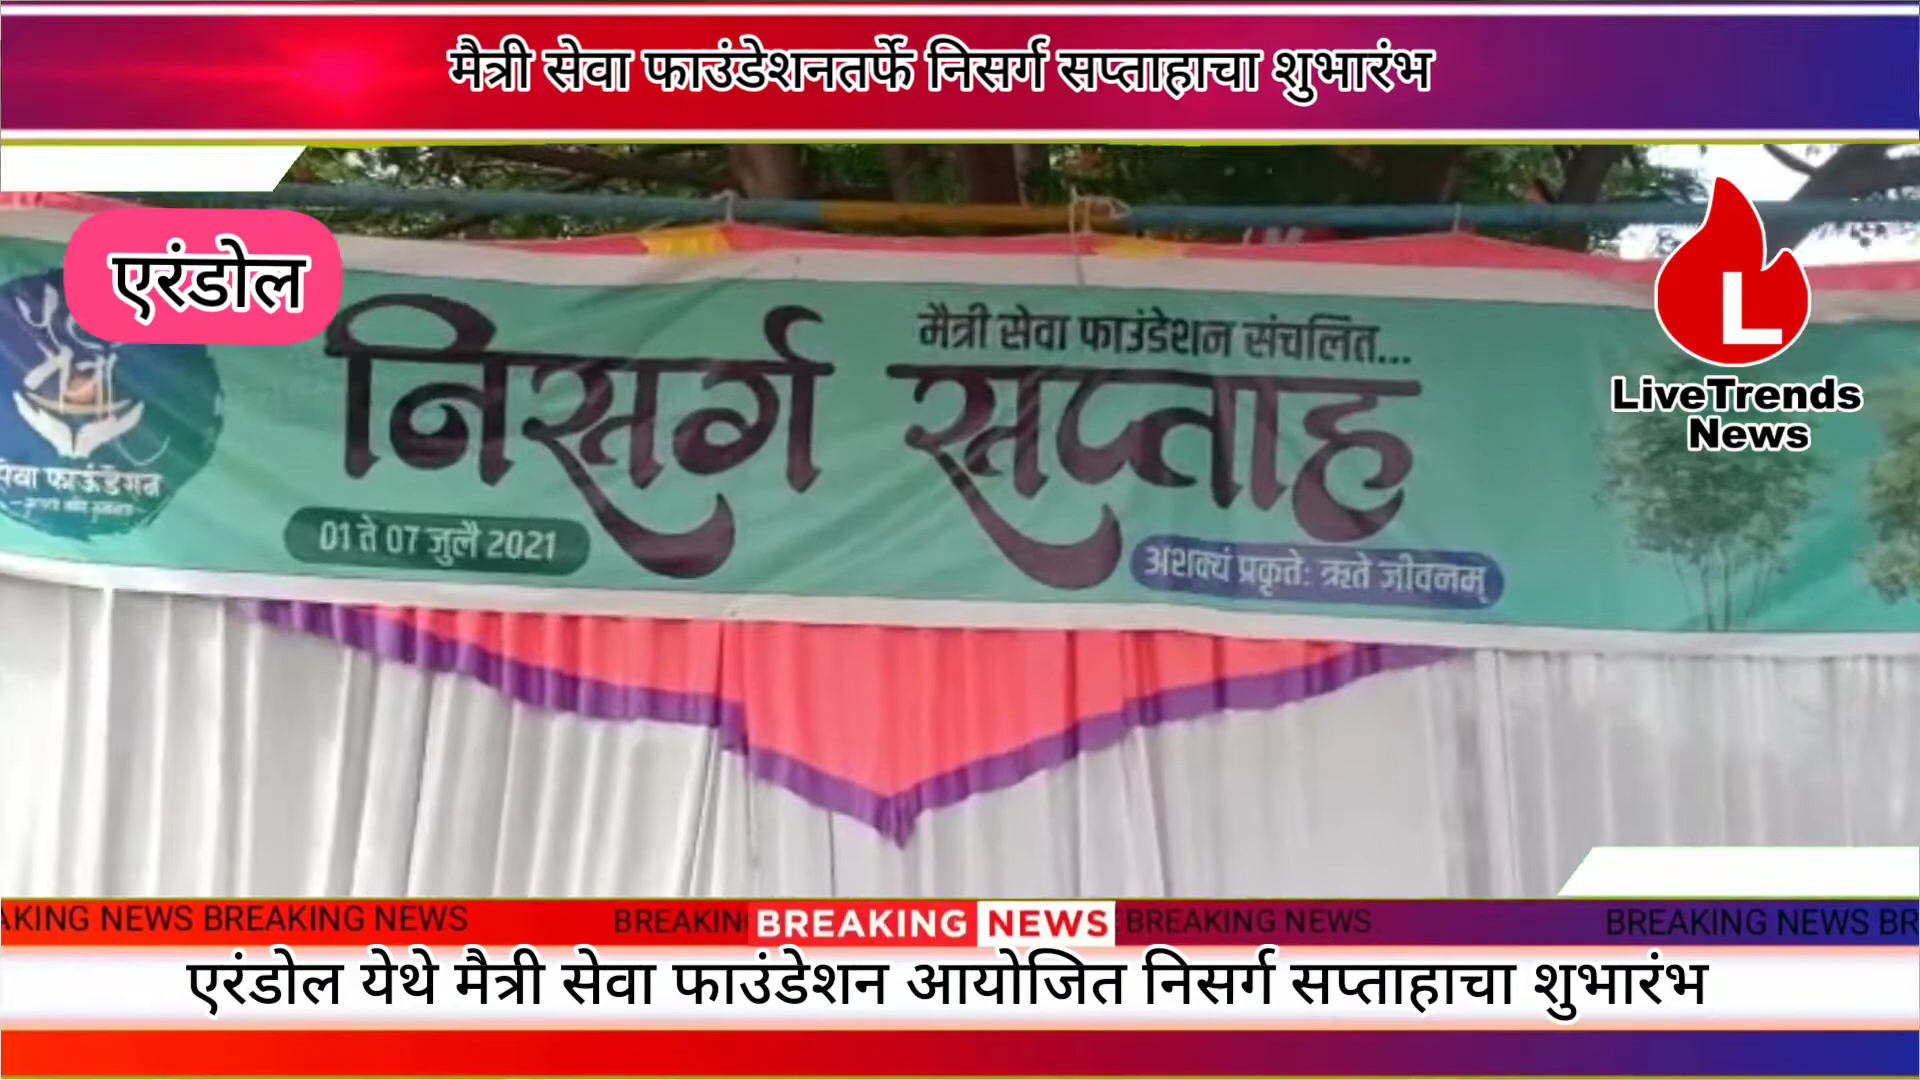 मैत्री सेवा फाउंडेशनतर्फे निसर्ग सप्ताहाचा शुभारंभ
एरंडोल
मैत्री सेवा फाउंडेशन संचलित...
निसर्ग सप्ताह
01 ते 07 जुलै 2021
अशक्यं प्रकृतेः ऋते जीवनम्
सेवा फाऊंडेशन
L
LiveTrends
News
AKING NEWS BREAKING NEWS BREAKIN BREAKING NEWS BREAKING NEWS BREAKING NEWS BR
एरंडोल येथे मैत्री सेवा फाउंडेशन आयोजित निसर्ग सप्ताहाचा शुभारंभ